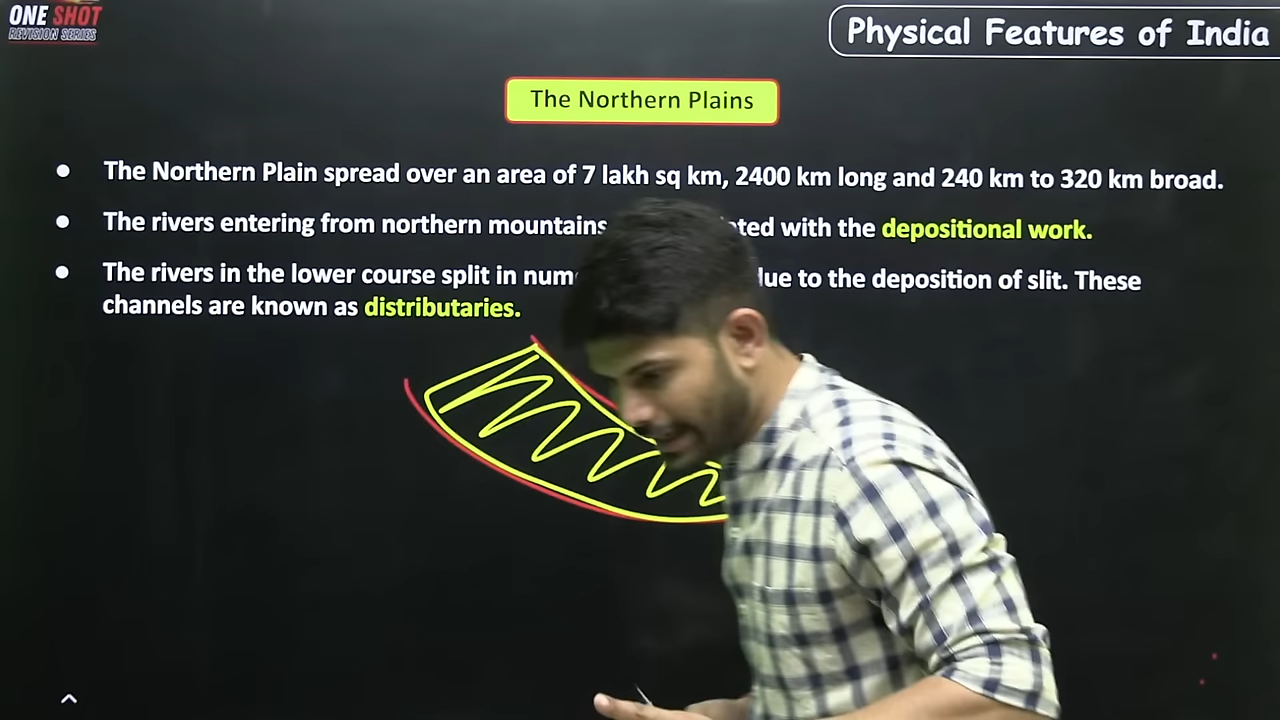 ONE SHOT
REVISION SERIES
Physical Features of India
The Northern Plains
● The Northern Plain spread over an area of 7 lakh sq km, 2400 km long and 240 km to 320 km broad.
● The rivers entering from northern mountains ted with the depositional work.
● The rivers in the lower course split in num due to the deposition of slit. These
channels are known as distributaries.